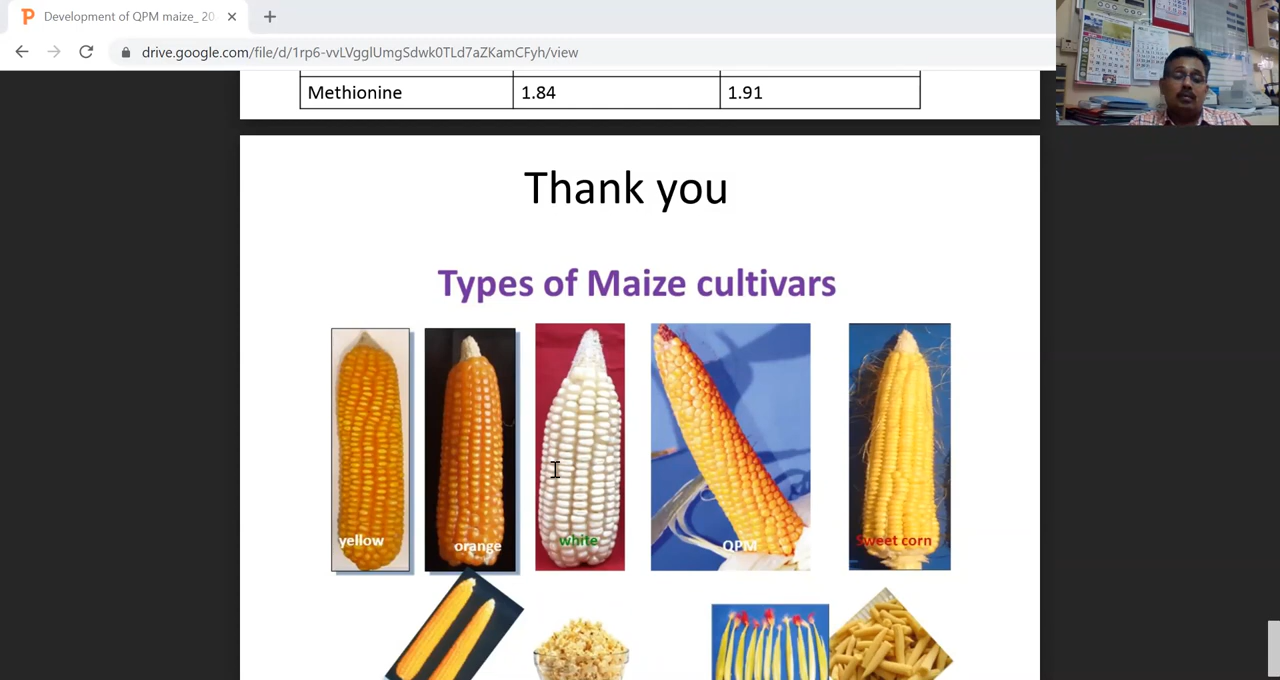 Development of QPM maize_ 20
drive.google.com/file/d/1rp6-vvLVgglUmgSdwk0TLd7aZKamCFyh/view
Methionine 1.84 1.91
Thank you
Types of Maize cultivars
yellow orange white QPM Sweet corn